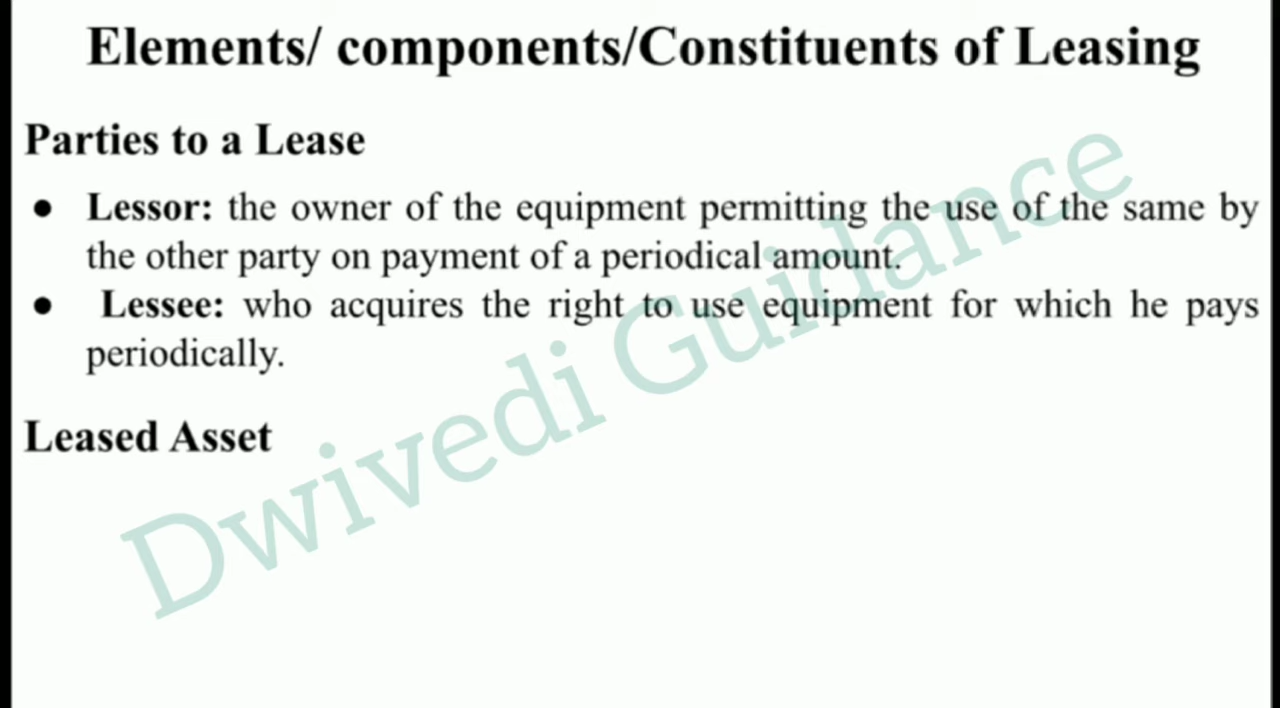 Elements/ components/Constituents of Leasing
Parties to a Lease
● Lessor: the owner of the equipment permitting the use of the same by
the other party on payment of a periodical amount.
● Lessee: who acquires the right to use equipment for which he pays
periodically.
Leased Asset
Dwivedi Guidance